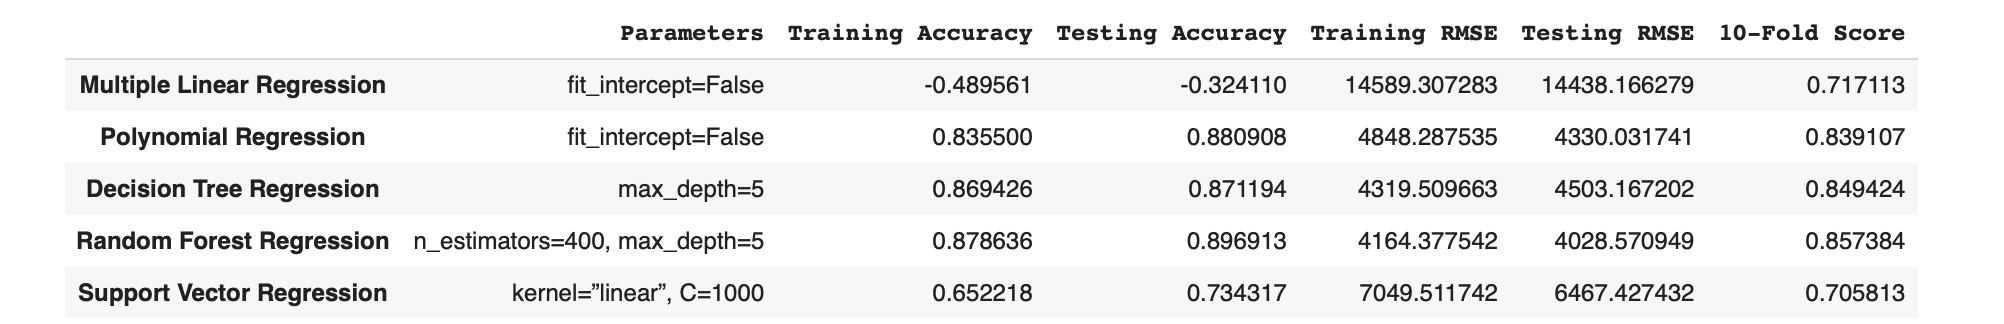 Parameters Training Accuracy Testing Accuracy Training RMSE Testing RMSE 10-Fold Score
Multiple Linear Regression fit_intercept=False -0.489561 -0.324110 14589.307283 14438.166279 0.717113
Polynomial Regression fit_intercept=False 0.835500 0.880908 4848.287535 4330.031741 0.839107
Decision Tree Regression max_depth=5 0.869426 0.871194 4319.509663 4503.167202 0.849424
Random Forest Regression n_estimators=400, max_depth=5 0.878636 0.896913 4164.377542 4028.570949 0.857384
Support Vector Regression kernel=”linear”, C=1000 0.652218 0.734317 7049.511742 6467.427432 0.705813